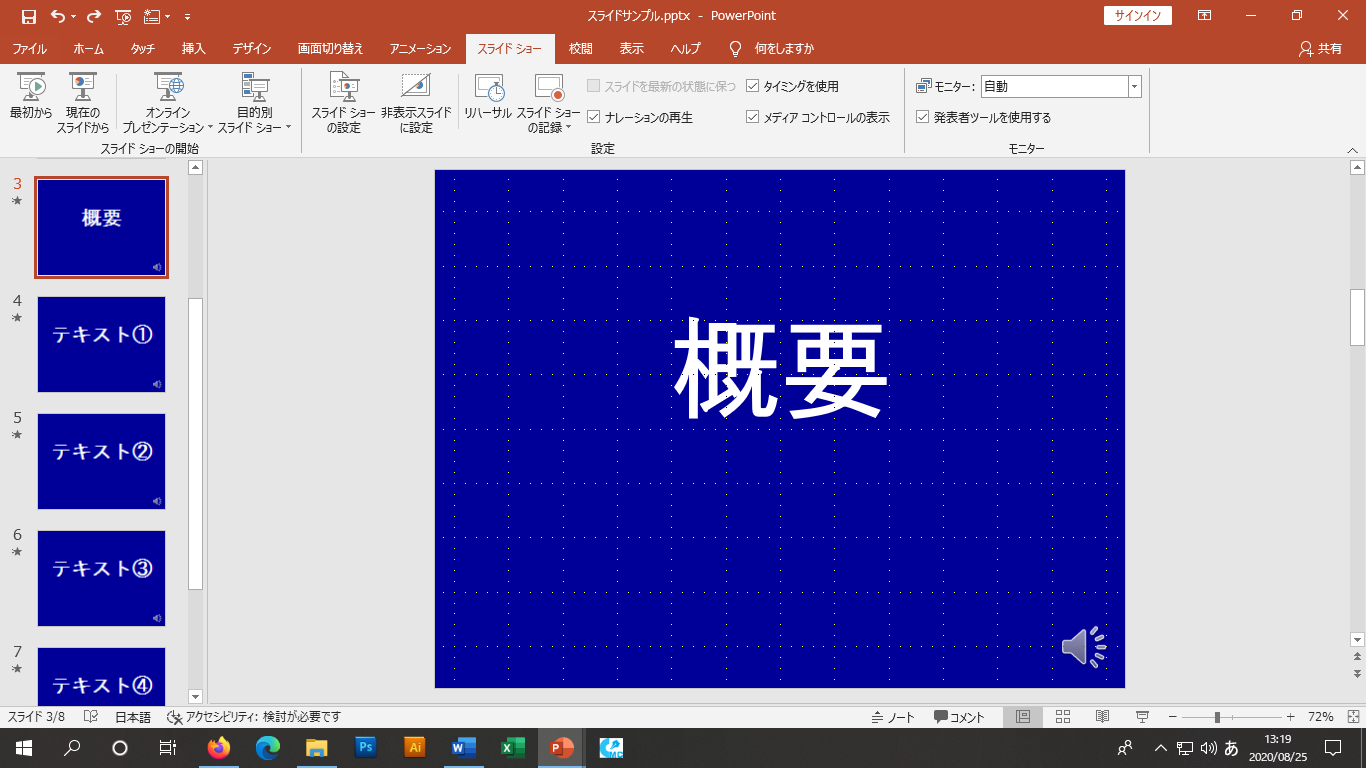 スライドサンプル.pptx - PowerPoint
サインイン
ファイル ホーム タッチ 挿入 デザイン 画面切り替え アニメーション スライド ショー 校閲 表示 ヘルプ 何をしますか 共有
最初から
現在の
スライドから
オンライン
プレゼンテーション
目的別
スライド ショー
スライド ショーの開始
スライド ショー
の設定
非表示スライド
に設定
リハーサル
スライド ショー
の記録
スライドを最新の状態に保つ
ナレーションの再生
タイミングを使用
メディア コントロールの表示
設定
モニター: 自動
発表者ツールを使用する
モニター
3
概要
4
テキスト①
5
テキスト②
6
テキスト③
7
テキスト④
概要
スライド 3/8 日本語 アクセシビリティ: 検討が必要です ノート コメント 72%
Ps
Ai
W
X
P
MC
あ
13:19
2020/08/25